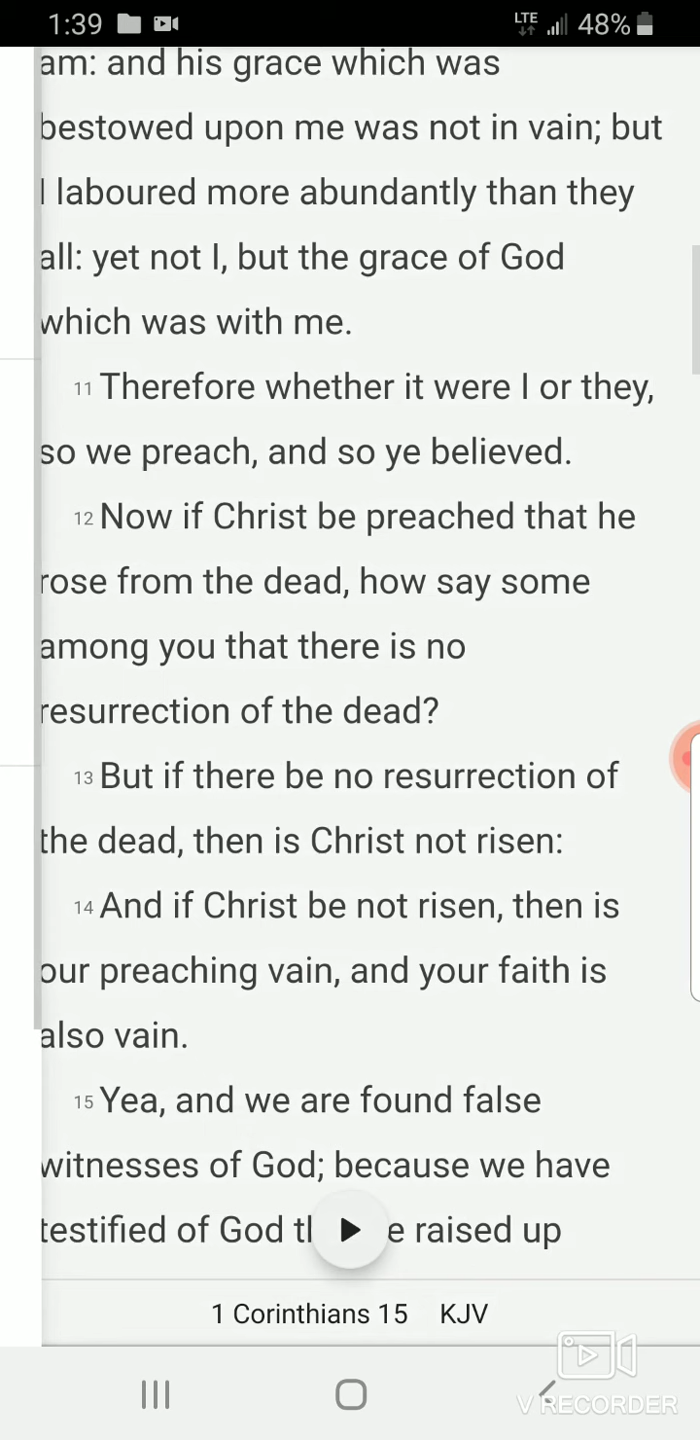 1:39 LTE 48%
am: and his grace which was
bestowed upon me was not in vain; but
I laboured more abundantly than they
all: yet not I, but the grace of God
which was with me.
11 Therefore whether it were I or they,
so we preach, and so ye believed.
12 Now if Christ be preached that he
rose from the dead, how say some
among you that there is no
resurrection of the dead?
13 But if there be no resurrection of
the dead, then is Christ not risen:
14 And if Christ be not risen, then is
our preaching vain, and your faith is
also vain.
15 Yea, and we are found false
witnesses of God; because we have
testified of God raised up
1 Corinthians 15 KJV
V RECORDER